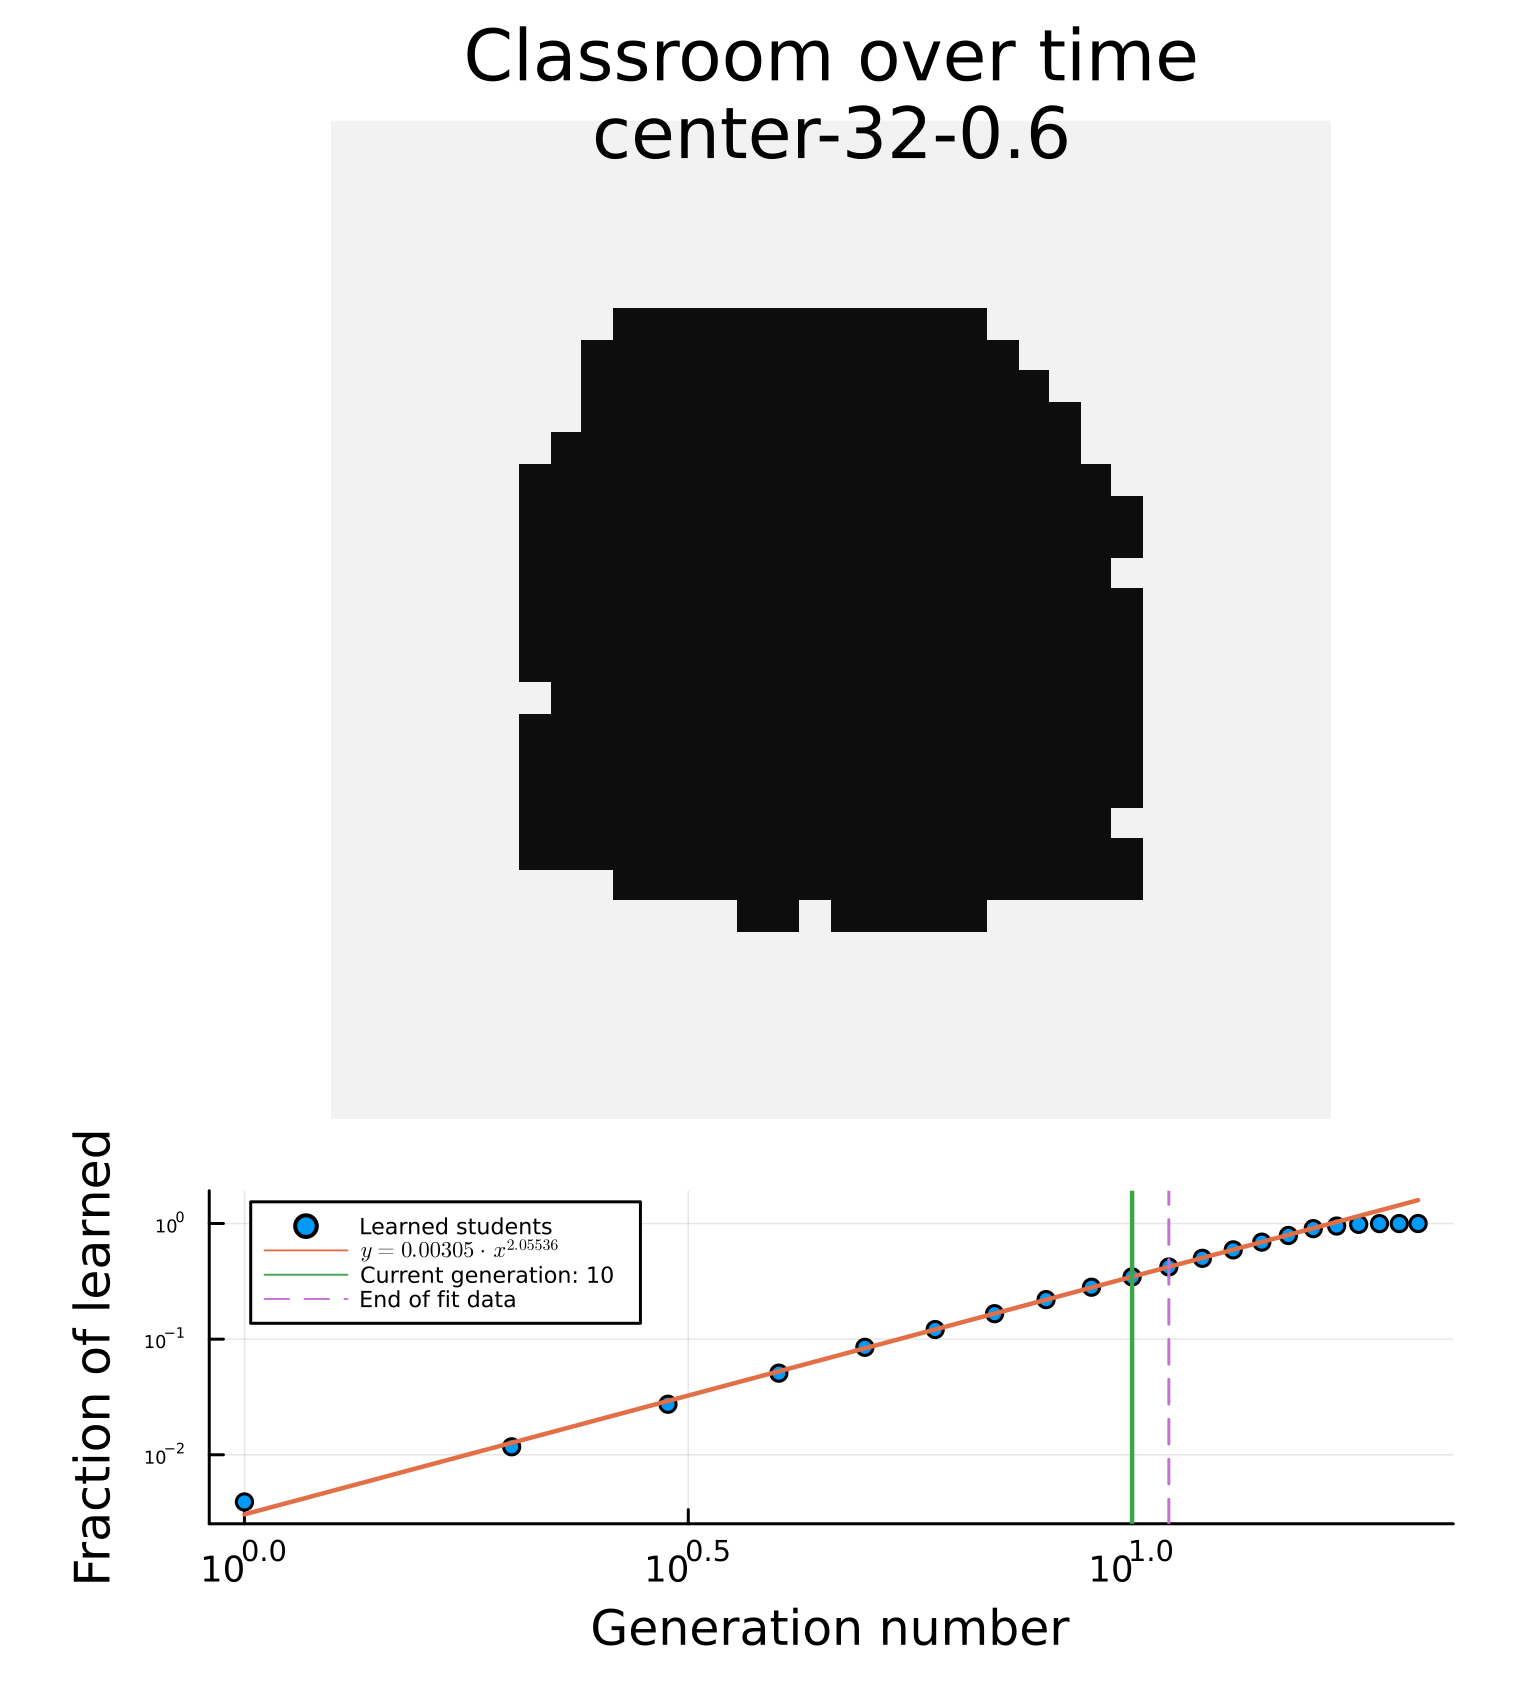 Classroom over time
center-32-0.6
Fraction of learned
10⁰
10⁻¹
10⁻²
Learned students
y = 0.00305 · x^2.05536
Current generation: 10
End of fit data
10^0.0
10^0.5
10^1.0
Generation number